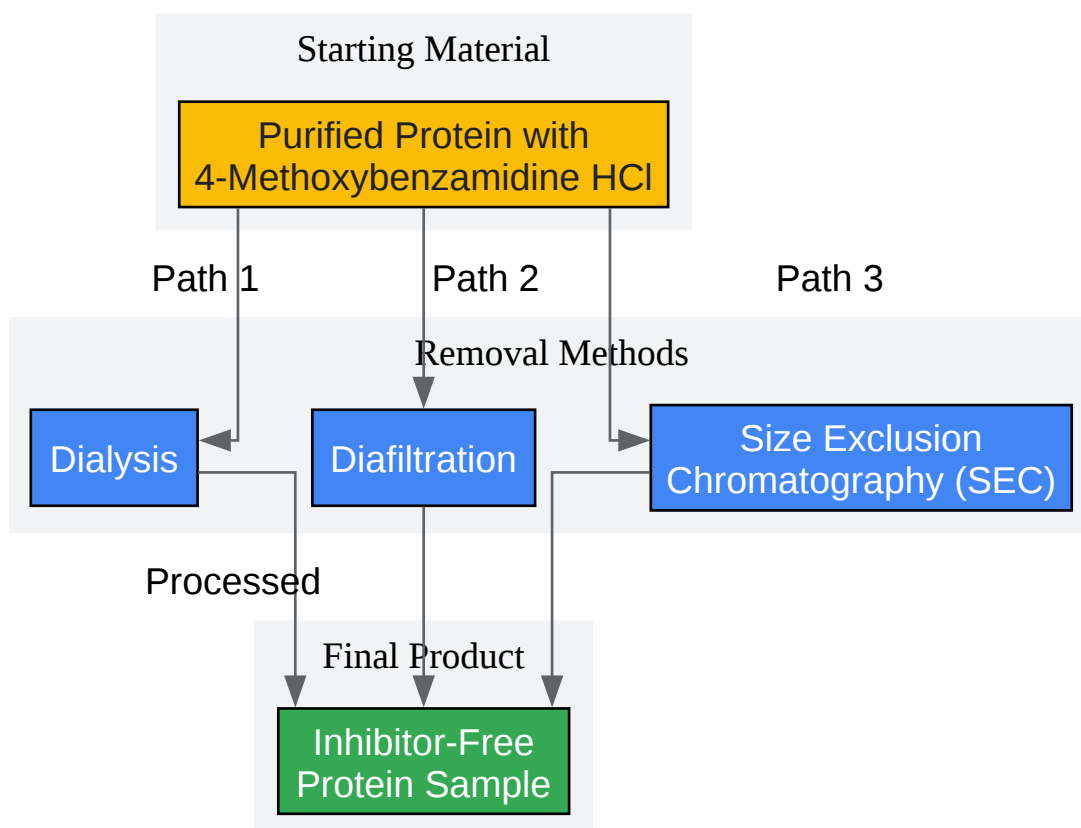 Starting Material
Purified Protein with
4-Methoxybenzamidine HCl
Path 1
Path 2
Path 3
Removal Methods
Dialysis
Diafiltration
Size Exclusion
Chromatography (SEC)
Processed
Final Product
Inhibitor-Free
Protein Sample